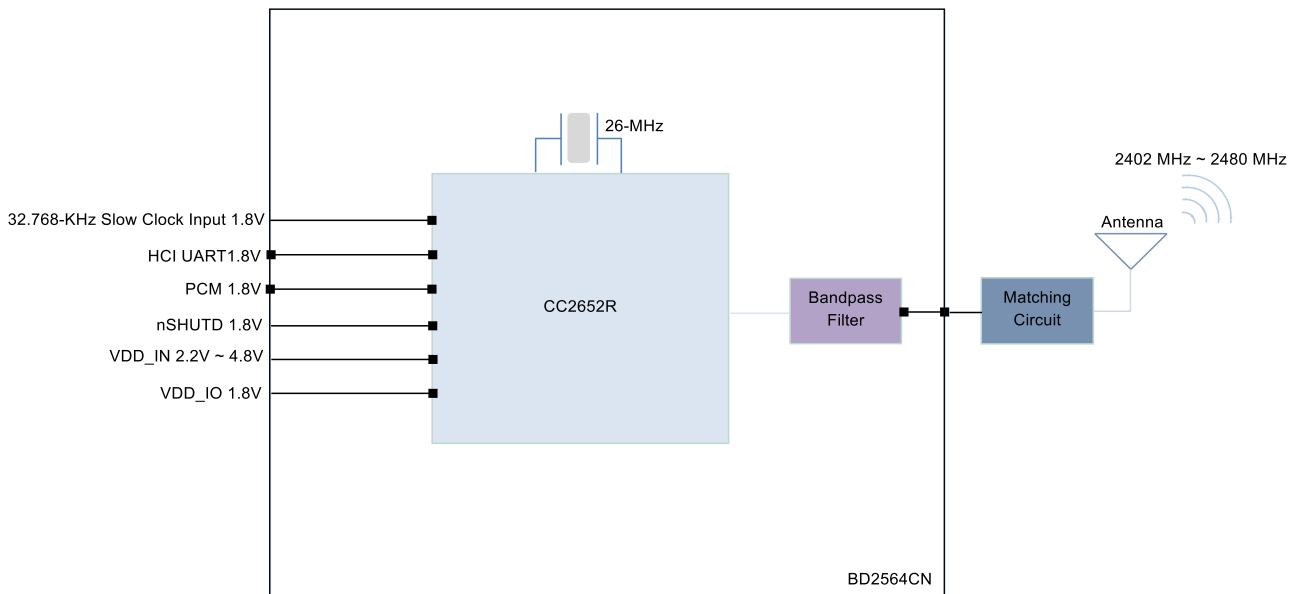 26-MHz
2402 MHz ~ 2480 MHz
32.768-KHz Slow Clock Input 1.8V
Antenna
HCI UART1.8V
PCM 1.8V
nSHUTD 1.8V
VDD_IN 2.2V ~ 4.8V
VDD_IO 1.8V
CC2652R
Bandpass
Filter
Matching
Circuit
BD2564CN